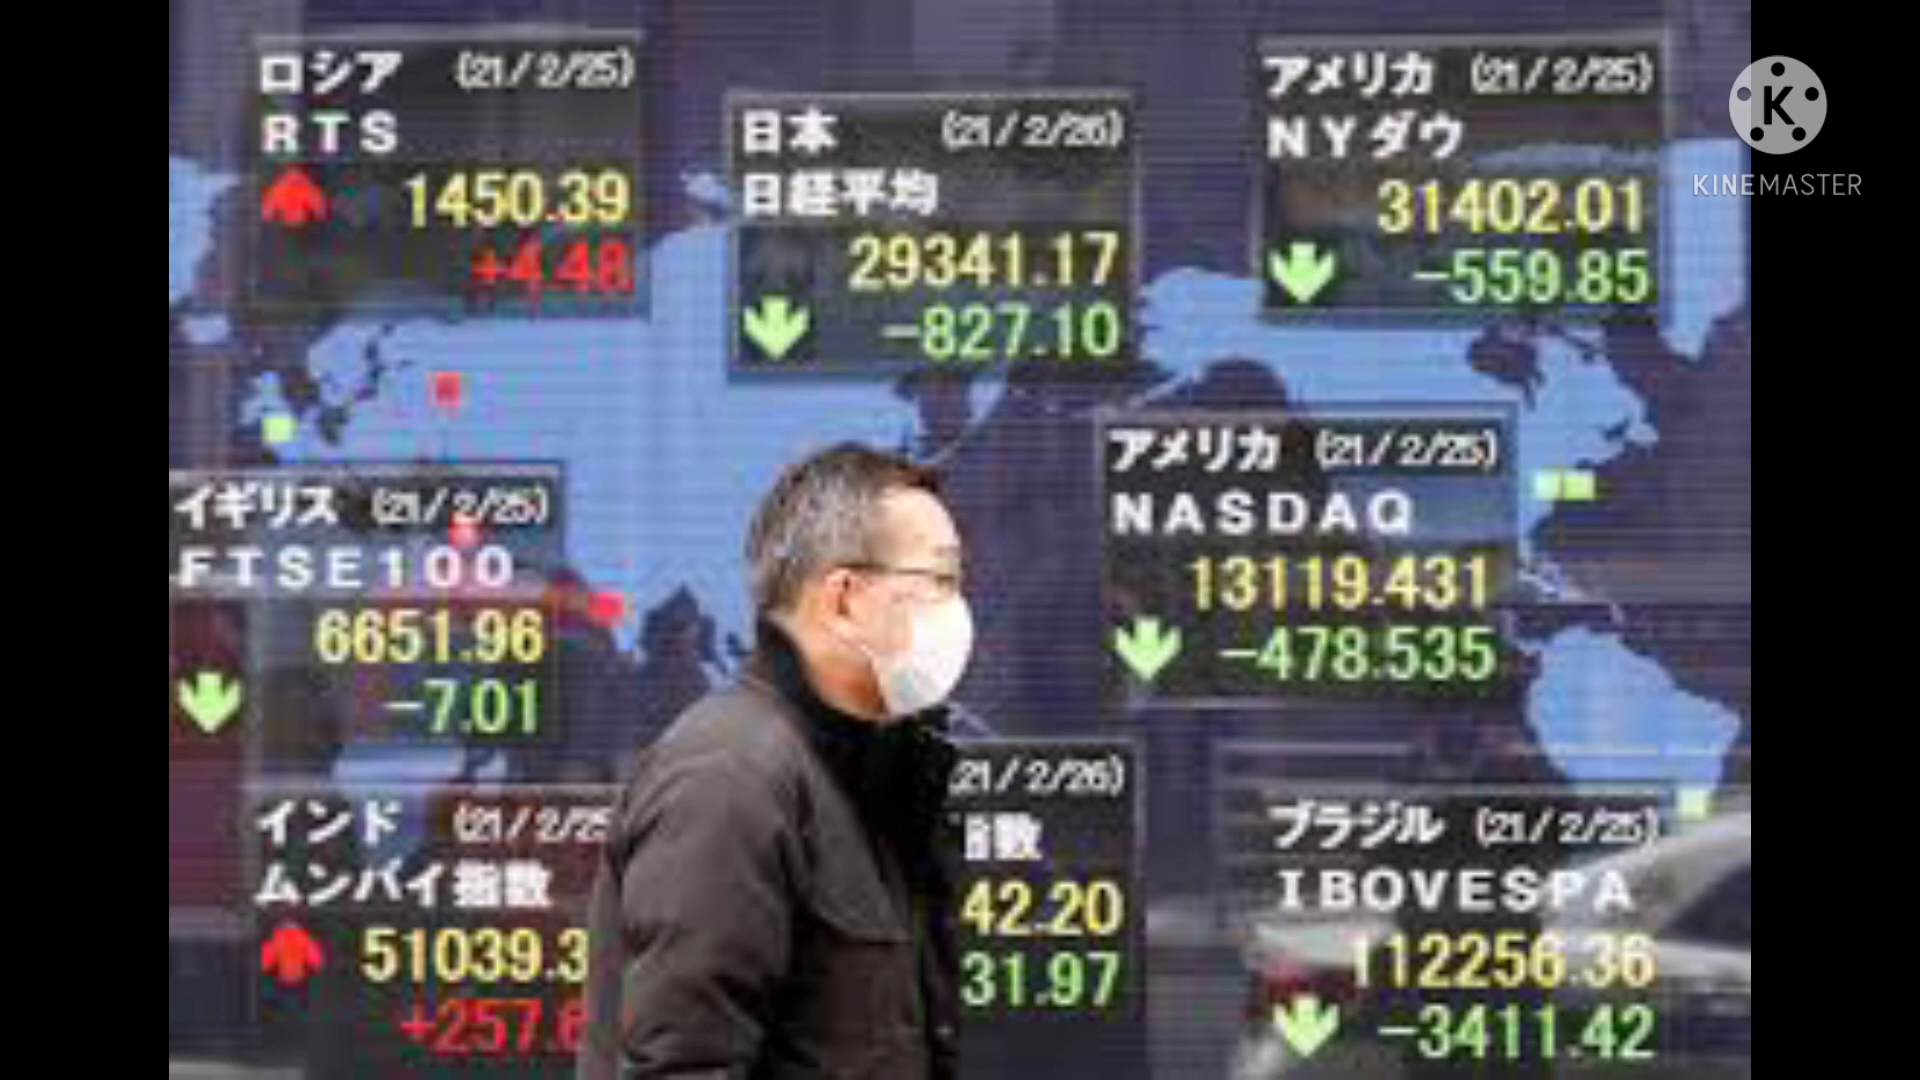 ロシア (21/2/25)
RTS
1450.39
+4.48
日本 (21/2/26)
日経平均
29341.17
-827.10
アメリカ (21/2/25)
NYダウ
31402.01
-559.85
KINEMASTER
アメリカ (21/2/25)
NASDAQ
13119.431
-478.535
イギリス (21/2/25)
FTSE100
6651.96
-7.01
インド (21/2/25
ムンバイ指数
51039.3
+257.6
21/2/26)
数
42.20
31.97
ブラジル (21/2/25)
IBOVESPA
112256.36
-3411.42